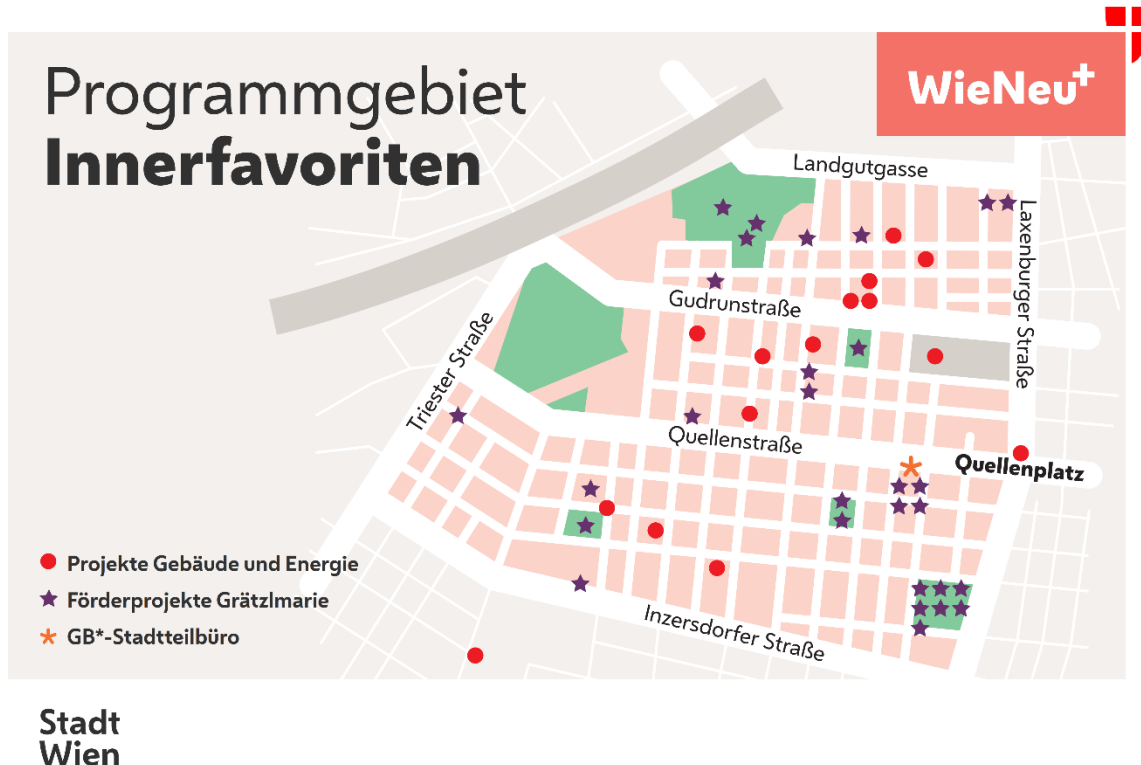 Programmgebiet
Innerfavoriten
WieNeu+
Landgutgasse
Laxenburger Straße
Gudrunstraße
Triester Straße
Quellenstraße
Quellenplatz
Inzersdorfer Straße
Projekte Gebäude und Energie
Förderprojekte Grätzlmarie
GB*-Stadtteilbüro
Stadt
Wien